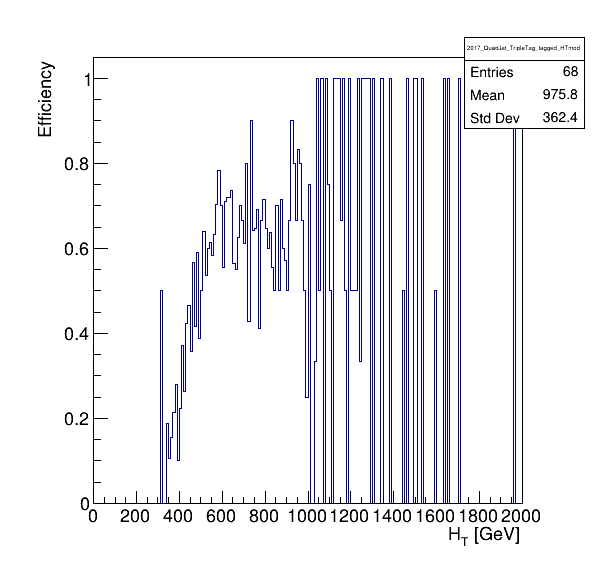 2017_QuadJet_TripleTag_tagged_HTmod
Entries 68
Mean 975.8
Std Dev 362.4
Efficiency
1
0.8
0.6
0.4
0.2
0
0 200 400 600 800 1000 1200 1400 1600 1800 2000
H_T [GeV]